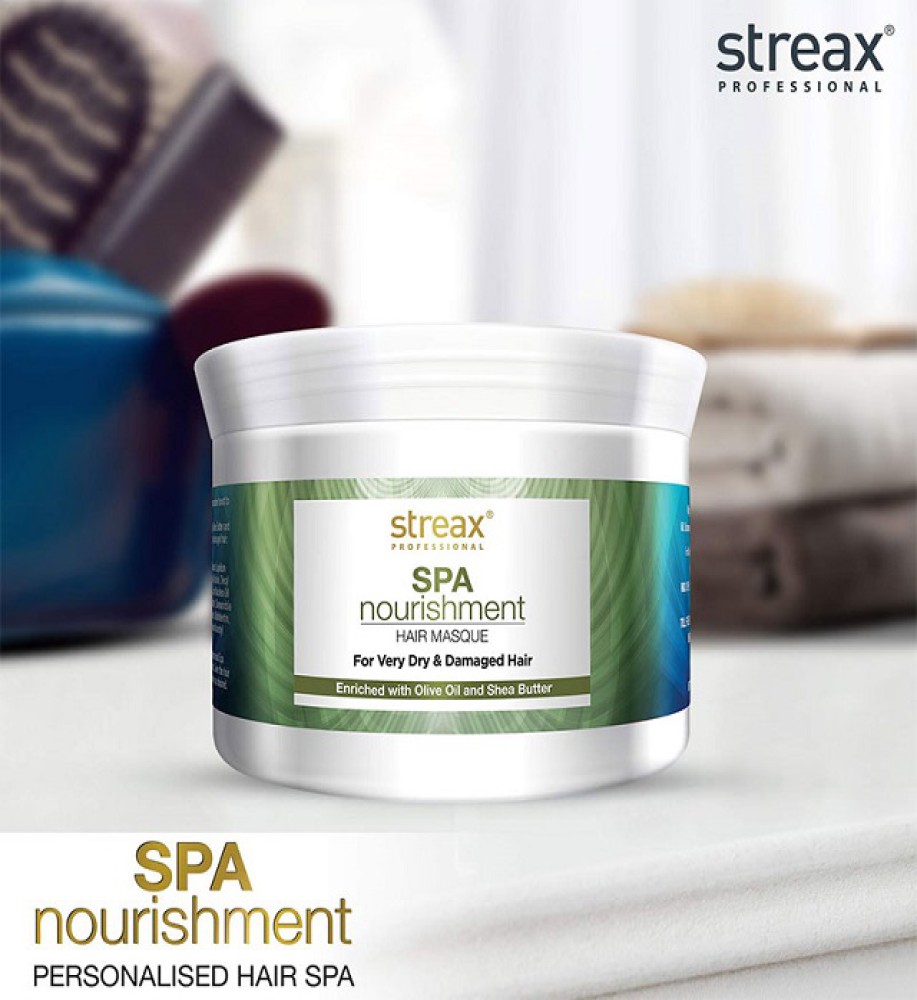 streax®
PROFESSIONAL
streax®
PROFESSIONAL
SPA
nourishment
HAIR MASQUE
For Very Dry & Damaged Hair
Enriched with Olive Oil and Shea Butter
SPA
nourishment
PERSONALISED HAIR SPA